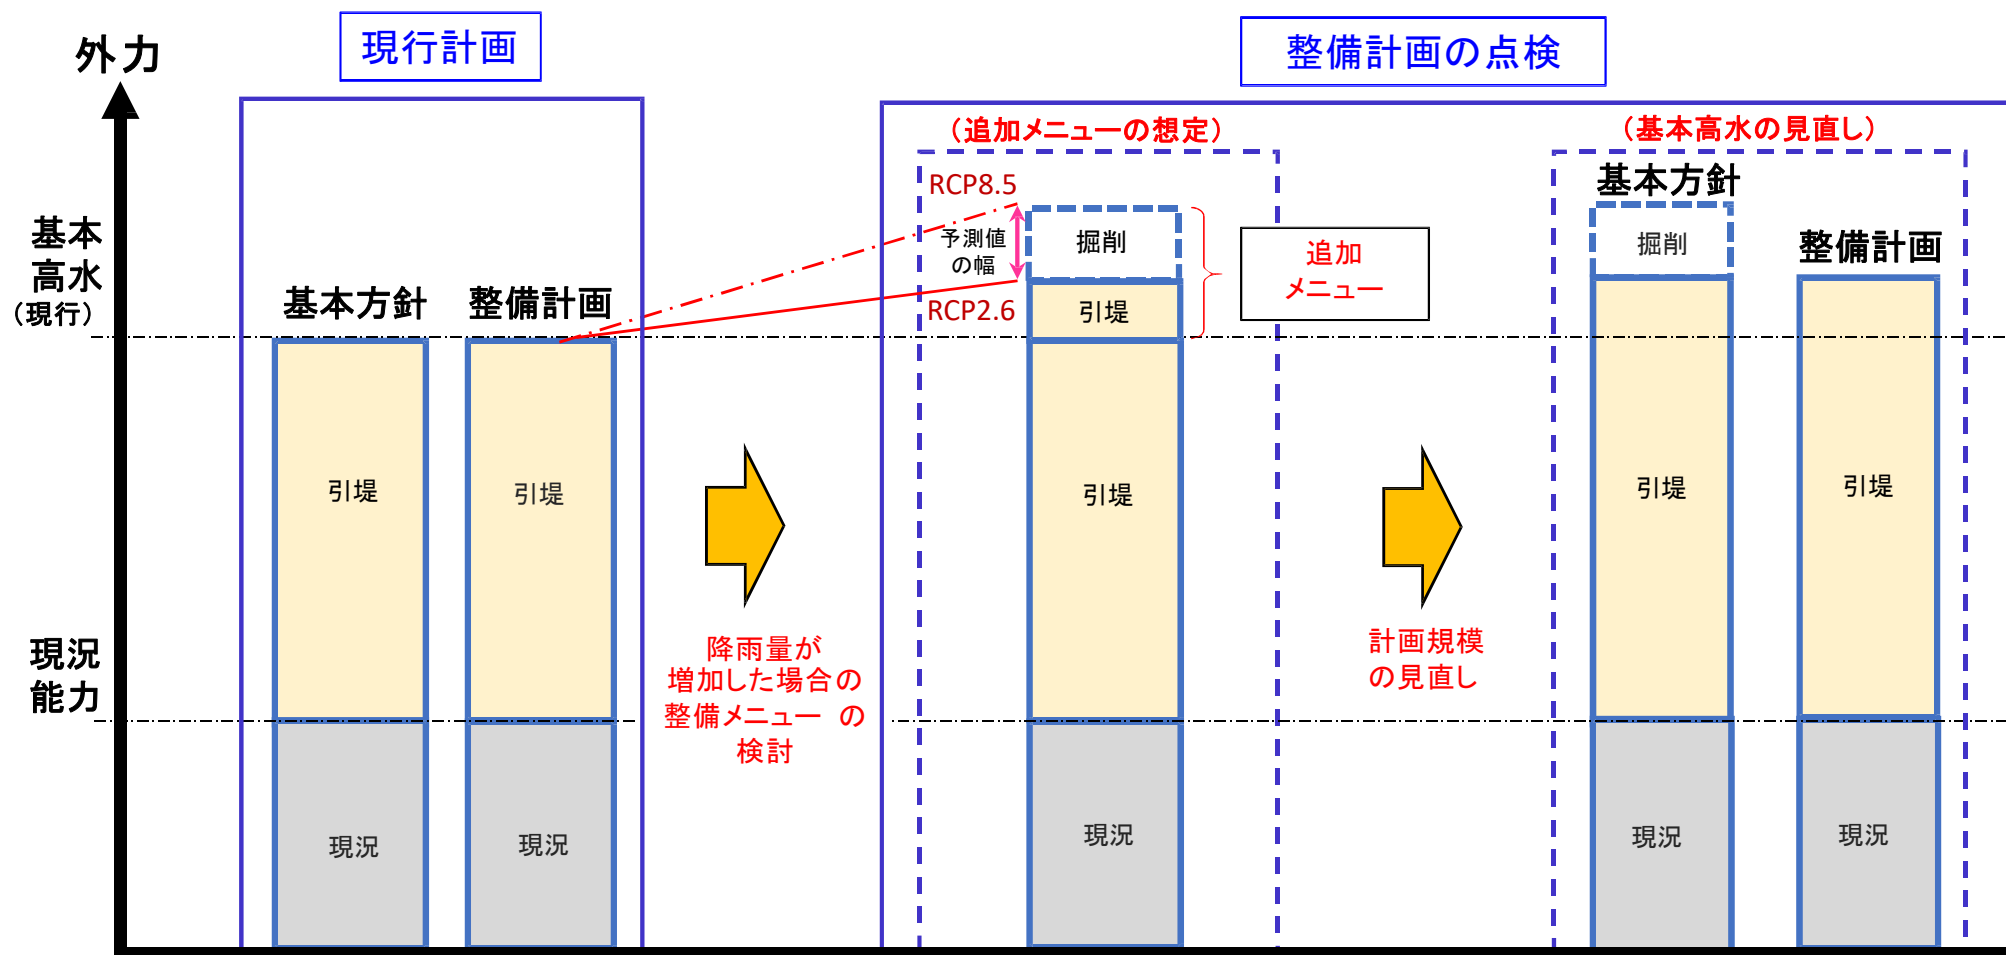 外力
現行計画
整備計画の点検
基本
高水
（現行）
現況
能力
基本方針
整備計画
引堤
引堤
現況
現況
降雨量が
増加した場合の
整備メニュー の
検討
（追加メニューの想定）
RCP8.5
予測値
の幅
RCP2.6
掘削
引堤
引堤
現況
追加
メニュー
計画規模
の見直し
（基本高水の見直し）
基本方針
整備計画
掘削
引堤
引堤
現況
現況